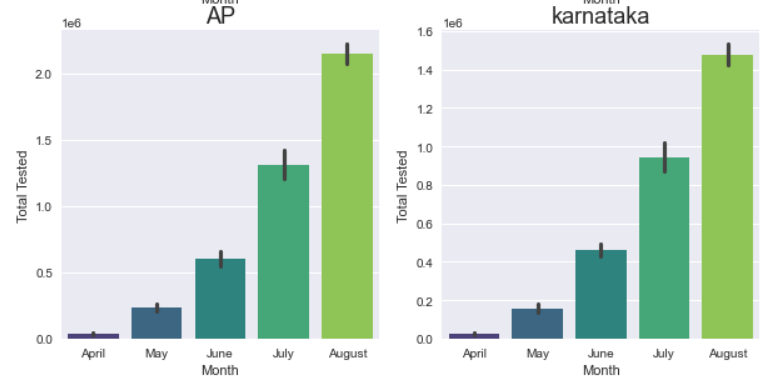 Month
Month
AP
karnataka
1e6
1e6
Total Tested
2.0
1.5
1.0
0.5
0.0
April May June July August
Month
Total Tested
1.6
1.4
1.2
1.0
0.8
0.6
0.4
0.2
0.0
April May June July August
Month